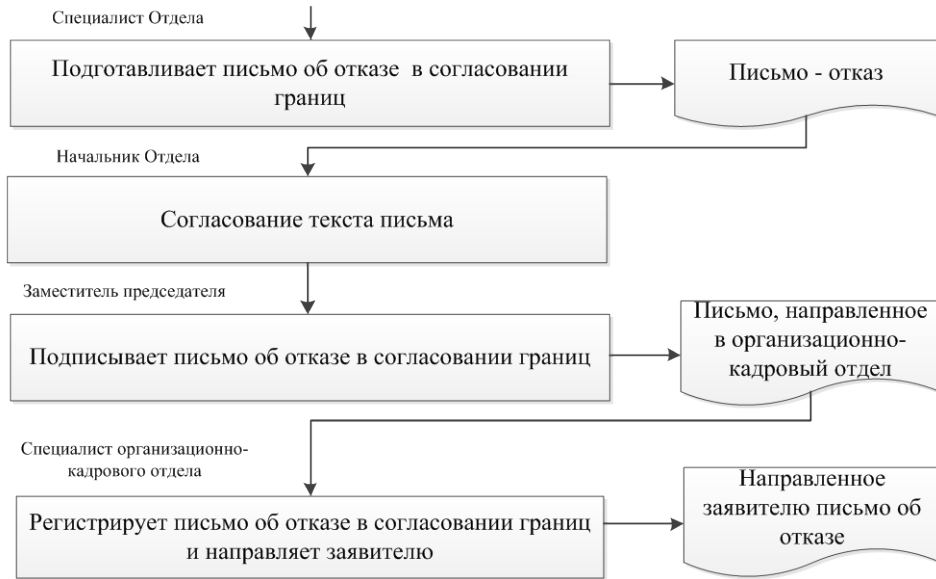 Специалист Отдела
Подготавливает письмо об отказе в согласовании
границ
Письмо - отказ
Начальник Отдела
Согласование текста письма
Заместитель председателя
Подписывает письмо об отказе в согласовании границ
Письмо, направленное
в организационно-
кадровый отдел
Специалист организационно-
кадрового отдела
Регистрирует письмо об отказе в согласовании границ
и направляет заявителю
Направленное
заявителю письмо об
отказе